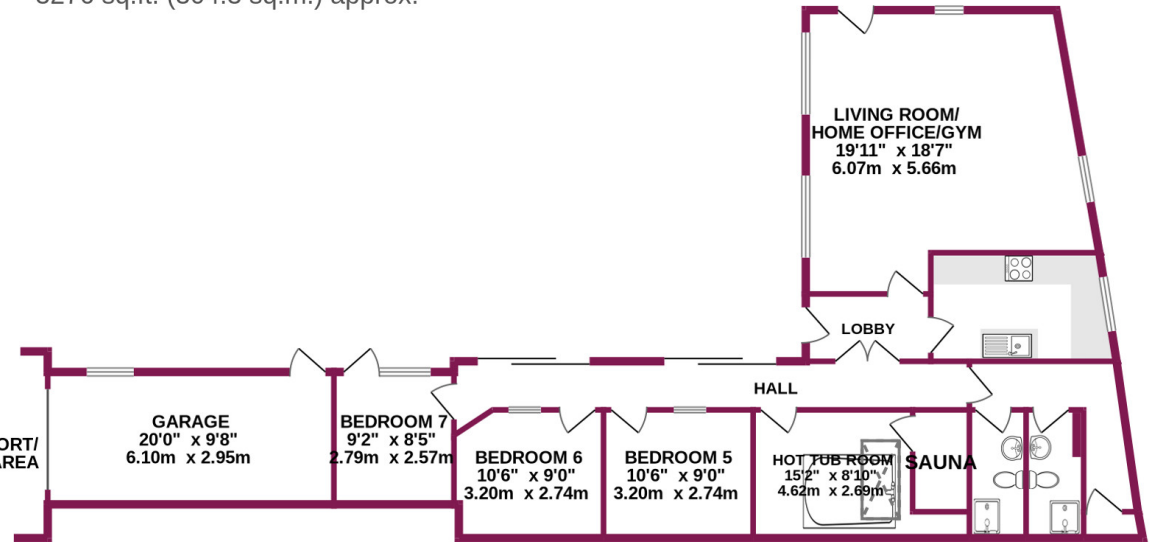 LIVING ROOM/
HOME OFFICE/GYM
19'11" x 18'7"
6.07m x 5.66m
LOBBY
HALL
GARAGE
20'0" x 9'8"
6.10m x 2.95m
ORT/
AREA
BEDROOM 7
9'2" x 8'5"
2.79m x 2.57m
BEDROOM 6
10'6" x 9'0"
3.20m x 2.74m
BEDROOM 5
10'6" x 9'0"
3.20m x 2.74m
HOT TUB ROOM
15'2" x 8'10"
4.62m x 2.69m
SAUNA